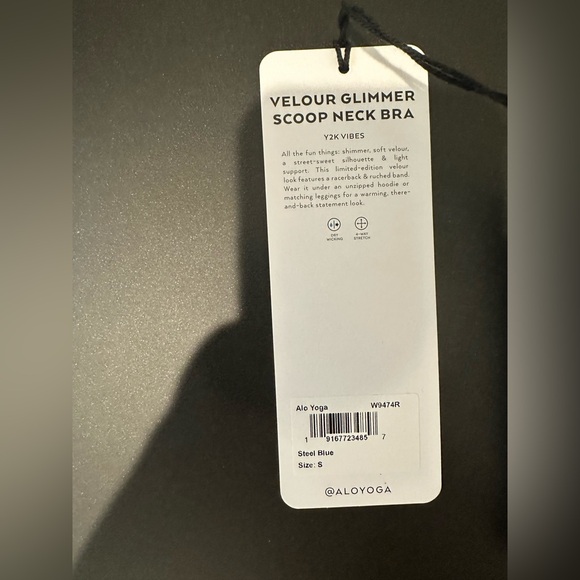 VELOUR GLIMMER
SCOOP NECK BRA
Y2K VIBES
All the fun things: shimmer, soft velour,
a street-sweet silhouette & light
support. This limited-edition velour
look features a racerback & ruched band.
Wear it under an unzipped hoodie or
matching leggings for a warming, there-
and-back statement look.
DRY 4-WAY
WICKING STRETCH
Alo Yoga W9474R
1 9167723485 7
Steel Blue
Size: S
@ALOYOGA